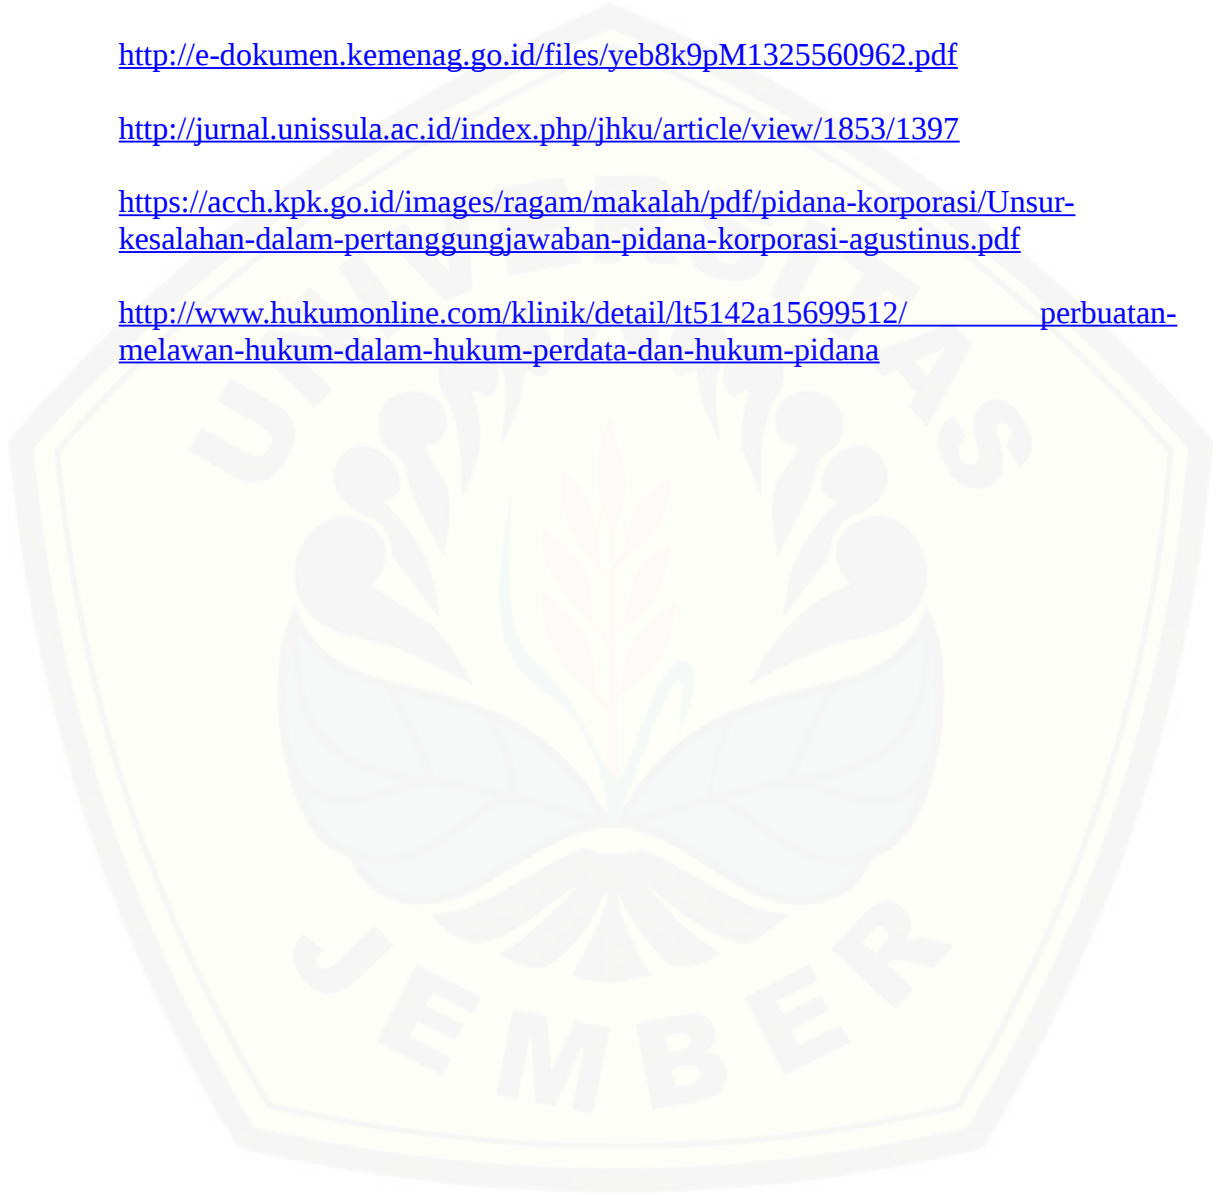 http://e-dokumen.kemenag.go.id/files/yeb8k9pM1325560962.pdf
http://jurnal.unissula.ac.id/index.php/jhku/article/view/1853/1397
https://acch.kpk.go.id/images/ragam/makalah/pdf/pidana-korporasi/Unsur-
kesalahan-dalam-pertanggungjawaban-pidana-korporasi-agustinus.pdf
http://www.hukumonline.com/klinik/detail/lt5142a15699512/ perbuatan-
melawan-hukum-dalam-hukum-perdata-dan-hukum-pidana
UNIVERSITAS
JEMBER